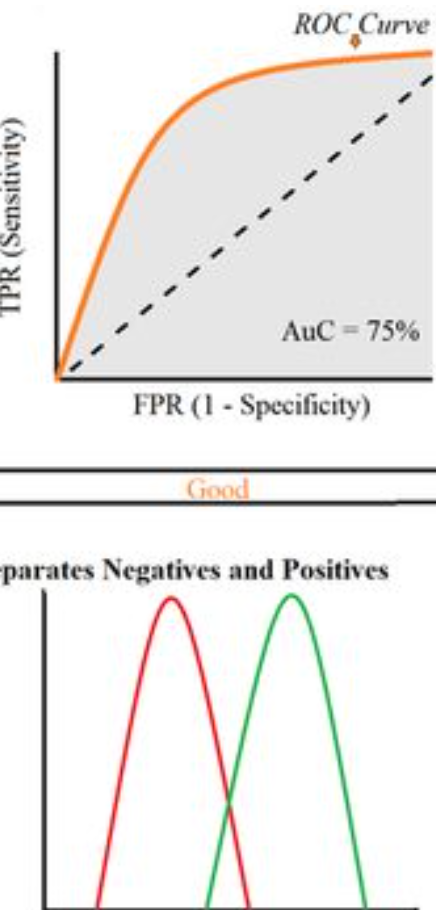 ROC Curve
TPR (Sensitivity)
AuC = 75%
FPR (1 - Specificity)
Good
parates Negatives and Positives